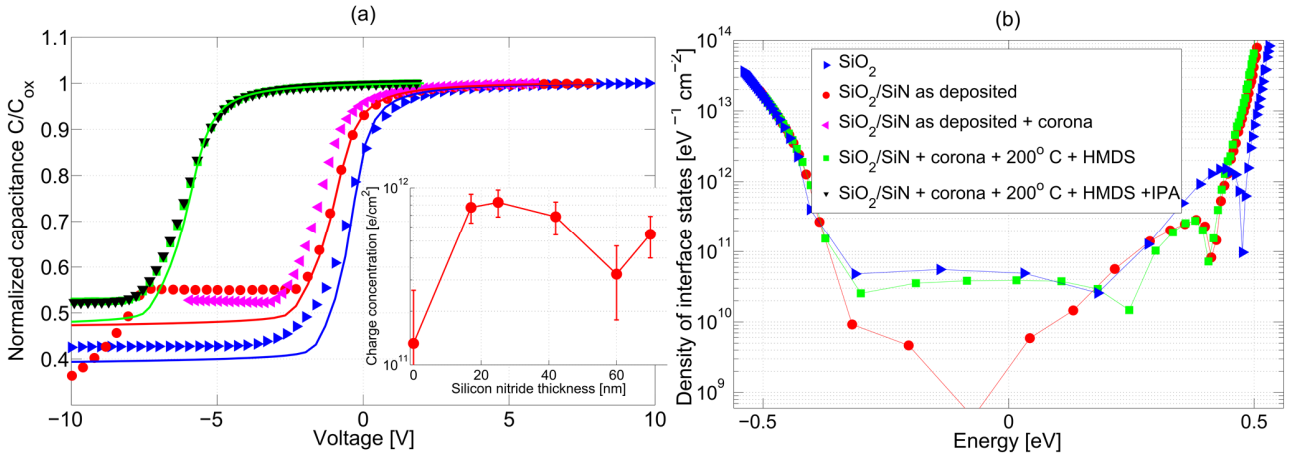 (a)
Normalized capacitance C/C_ox
1.1
1
0.9
0.8
0.7
0.6
0.5
0.4
−10
−5
0
5
10
Voltage [V]
Charge concentration [e/cm²]
10¹²
10¹¹
0
20
40
60
Silicon nitride thickness [nm]
(b)
Density of interface states [eV⁻¹ cm⁻²]
10¹⁴
10¹³
10¹²
10¹¹
10¹⁰
10⁹
−0.5
0
0.5
Energy [eV]
SiO₂
SiO₂/SiN as deposited
SiO₂/SiN as deposited + corona
SiO₂/SiN + corona + 200° C + HMDS
SiO₂/SiN + corona + 200° C + HMDS +IPA